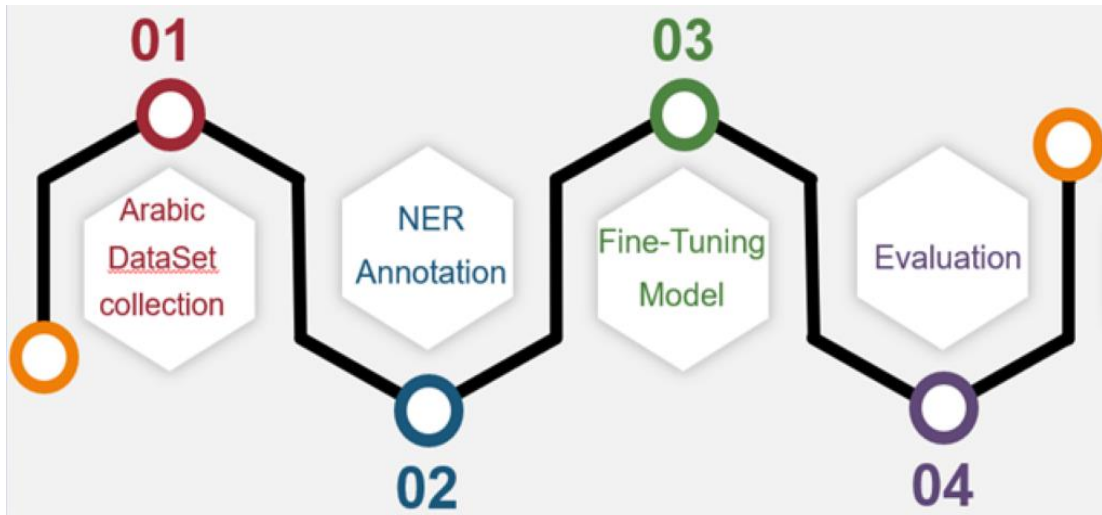 01
Arabic
DataSet
collection
02
NER
Annotation
03
Fine-Tuning
Model
04
Evaluation